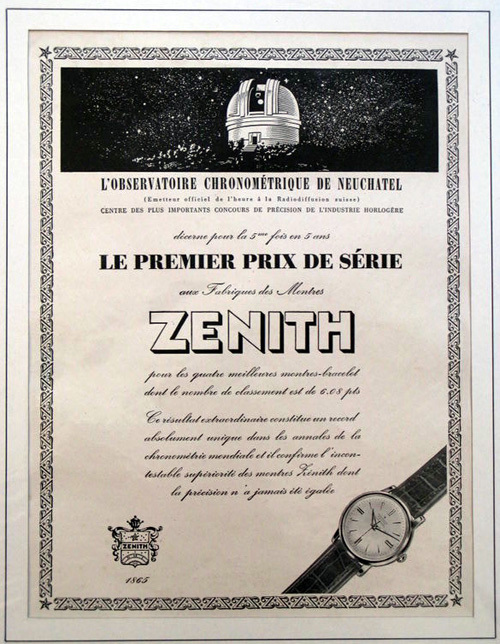 L'OBSERVATOIRE CHRONOMÉTRIQUE DE NEUCHATEL
(Emetteur officiel de l'heure à la Radiodiffusion suisse)
CENTRE DES PLUS IMPORTANTS CONCOURS DE PRÉCISION DE L'INDUSTRIE HORLOGÈRE
décerne pour la 5me fois en 5 ans
LE PREMIER PRIX DE SÉRIE
aux Fabriques des Montres
ZENITH
pour les quatre meilleures montres-bracelet
dont le nombre de classement est de 6.08 pts
Ce résultat extraordinaire constitue un record
absolument unique dans les annales de la
chronométrie mondiale et il confirme l'incon-
testable supériorité des montres Zénith dont
la précision n'a jamais été égalée
ZENITH
1865